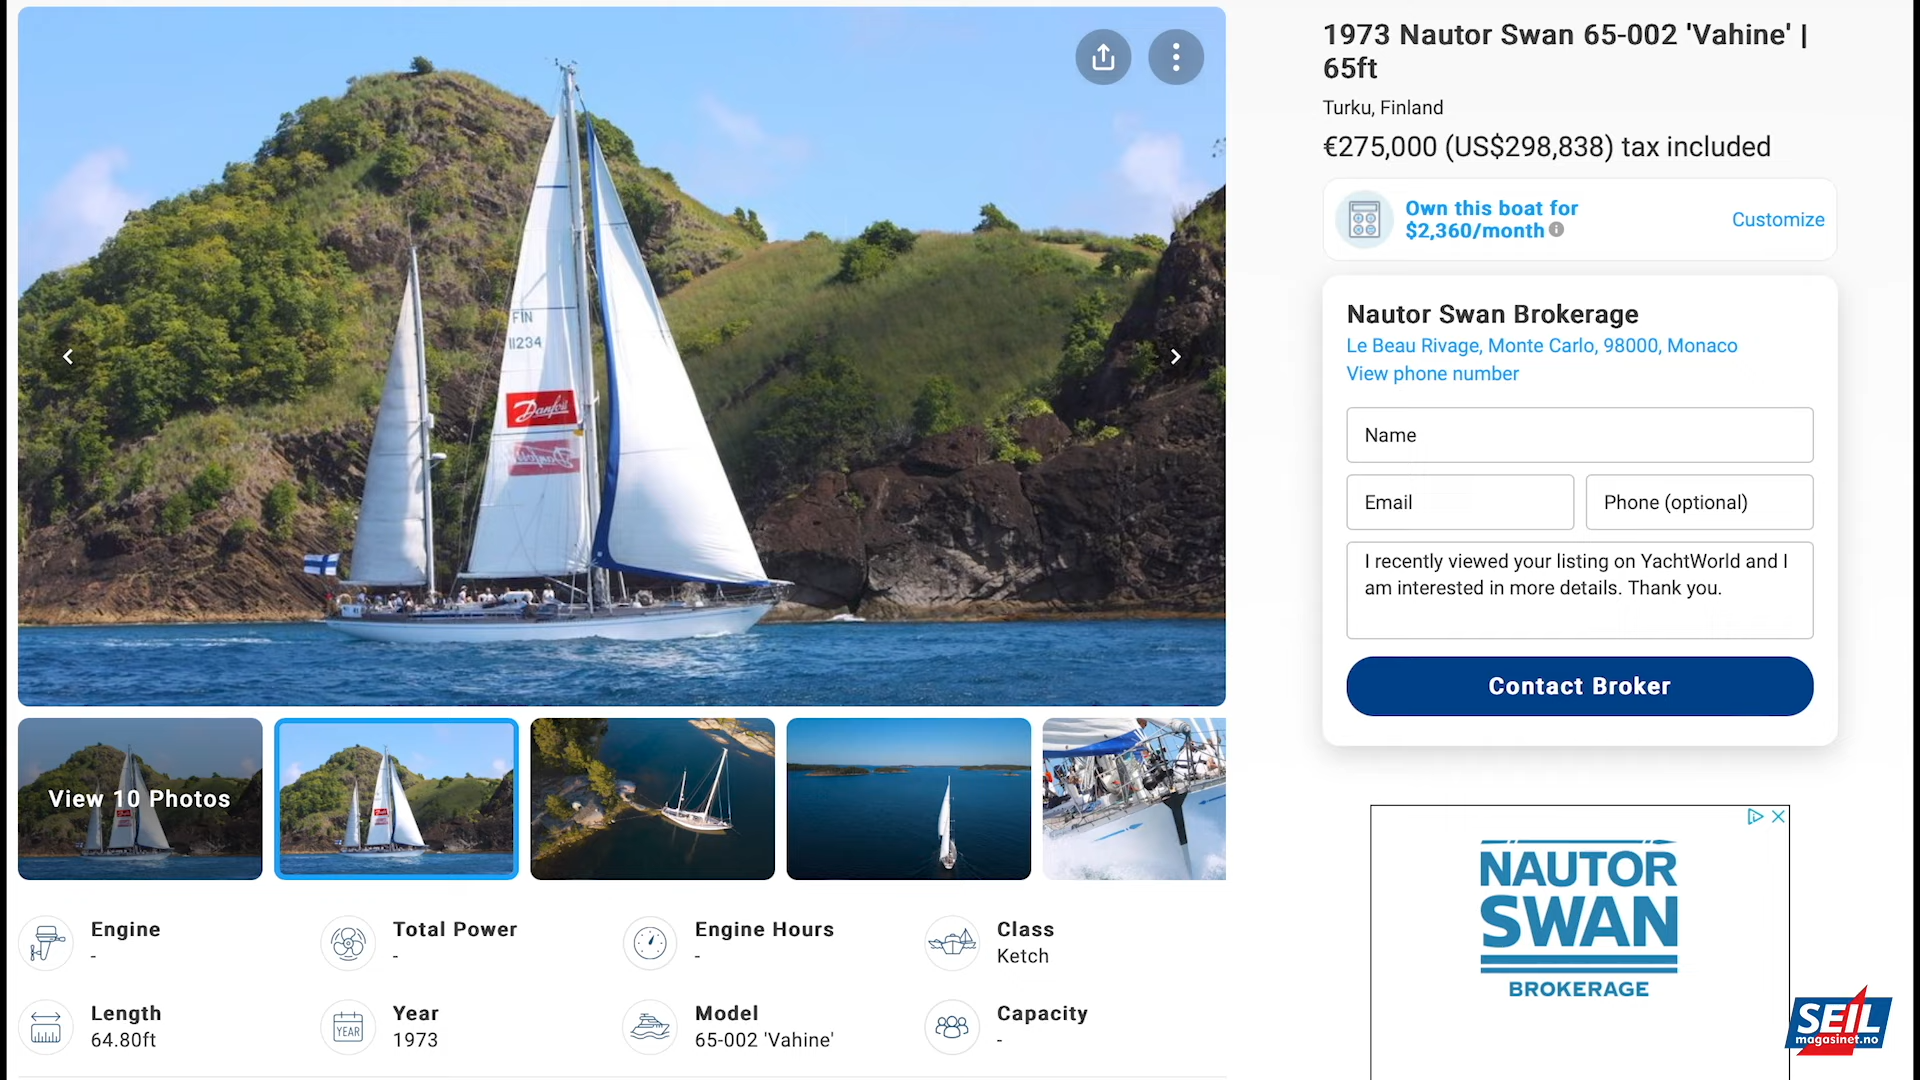 1973 Nautor Swan 65-002 'Vahine' |
65ft
Turku, Finland
€275,000 (US$298,838) tax included
Own this boat for
$2,360/month
Customize
Nautor Swan Brokerage
Le Beau Rivage, Monte Carlo, 98000, Monaco
View phone number
Name
Email
Phone (optional)
I recently viewed your listing on YachtWorld and I
am interested in more details. Thank you.
Contact Broker
FIN
11234
Danfoss
View 10 Photos
Engine
-
Total Power
-
Engine Hours
-
Class
Ketch
Length
64.80ft
YEAR
Year
1973
Model
65-002 'Vahine'
Capacity
-
NAUTOR
SWAN
BROKERAGE
SEIL
magasinet.no